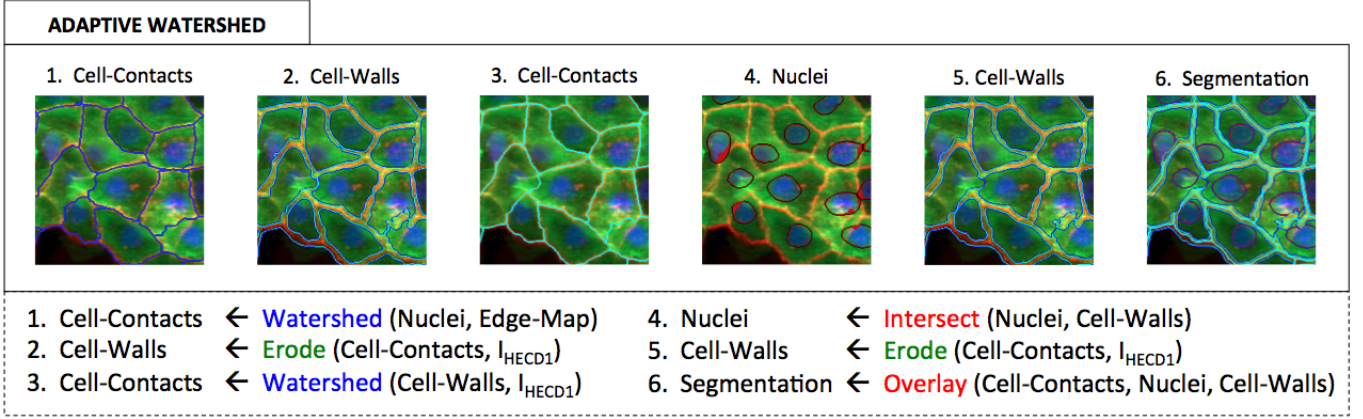 ADAPTIVE WATERSHED
1. Cell-Contacts
2. Cell-Walls
3. Cell-Contacts
4. Nuclei
5. Cell-Walls
6. Segmentation
1. Cell-Contacts ← Watershed (Nuclei, Edge-Map)
2. Cell-Walls ← Erode (Cell-Contacts, I_HECD1)
3. Cell-Contacts ← Watershed (Cell-Walls, I_HECD1)
4. Nuclei ← Intersect (Nuclei, Cell-Walls)
5. Cell-Walls ← Erode (Cell-Contacts, I_HECD1)
6. Segmentation ← Overlay (Cell-Contacts, Nuclei, Cell-Walls)